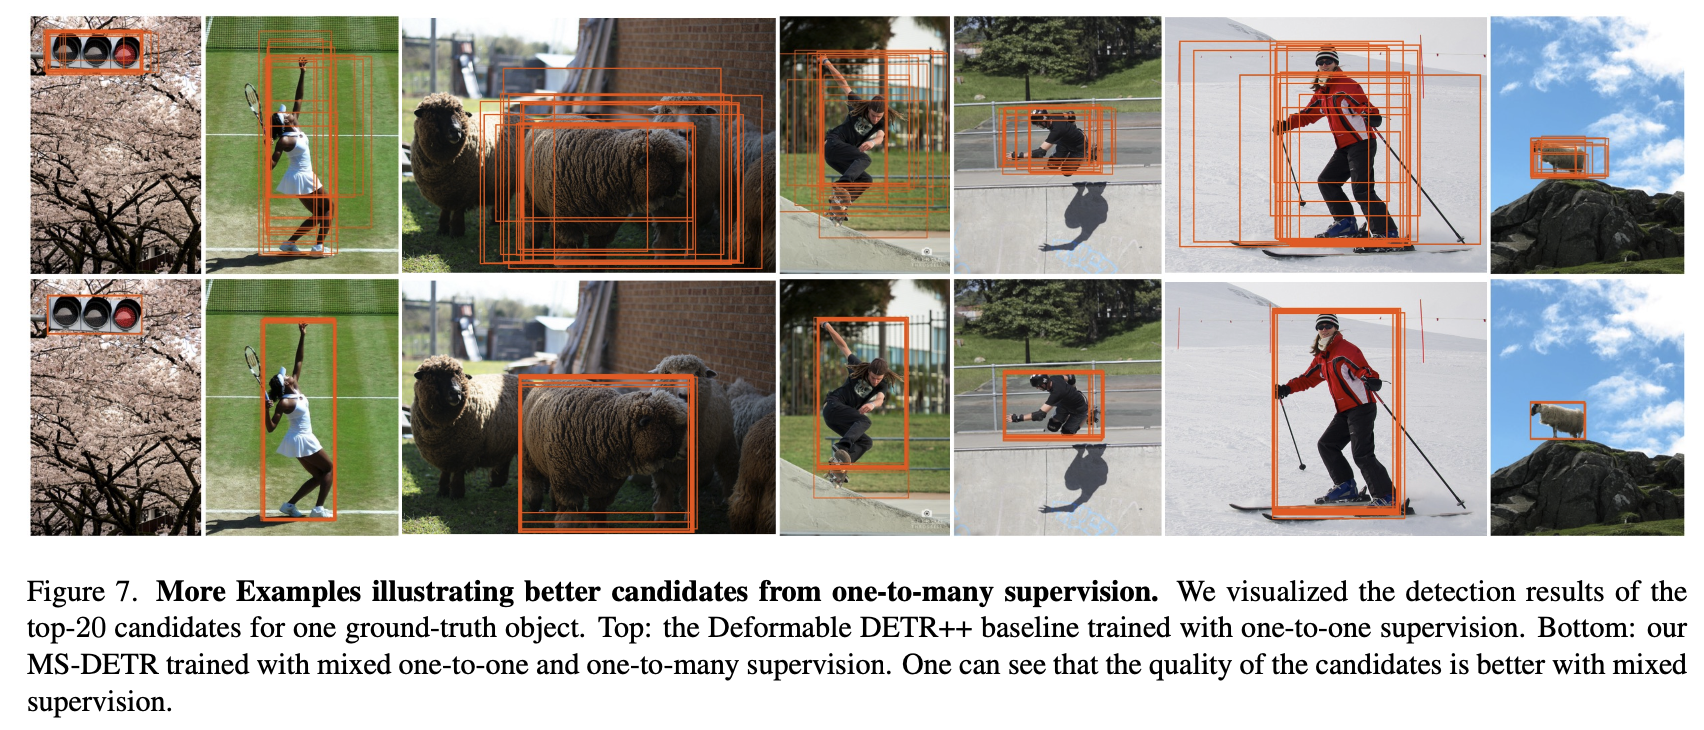 Figure 7. More Examples illustrating better candidates from one-to-many supervision. We visualized the detection results of the
top-20 candidates for one ground-truth object. Top: the Deformable DETR++ baseline trained with one-to-one supervision. Bottom: our
MS-DETR trained with mixed one-to-one and one-to-many supervision. One can see that the quality of the candidates is better with mixed
supervision.